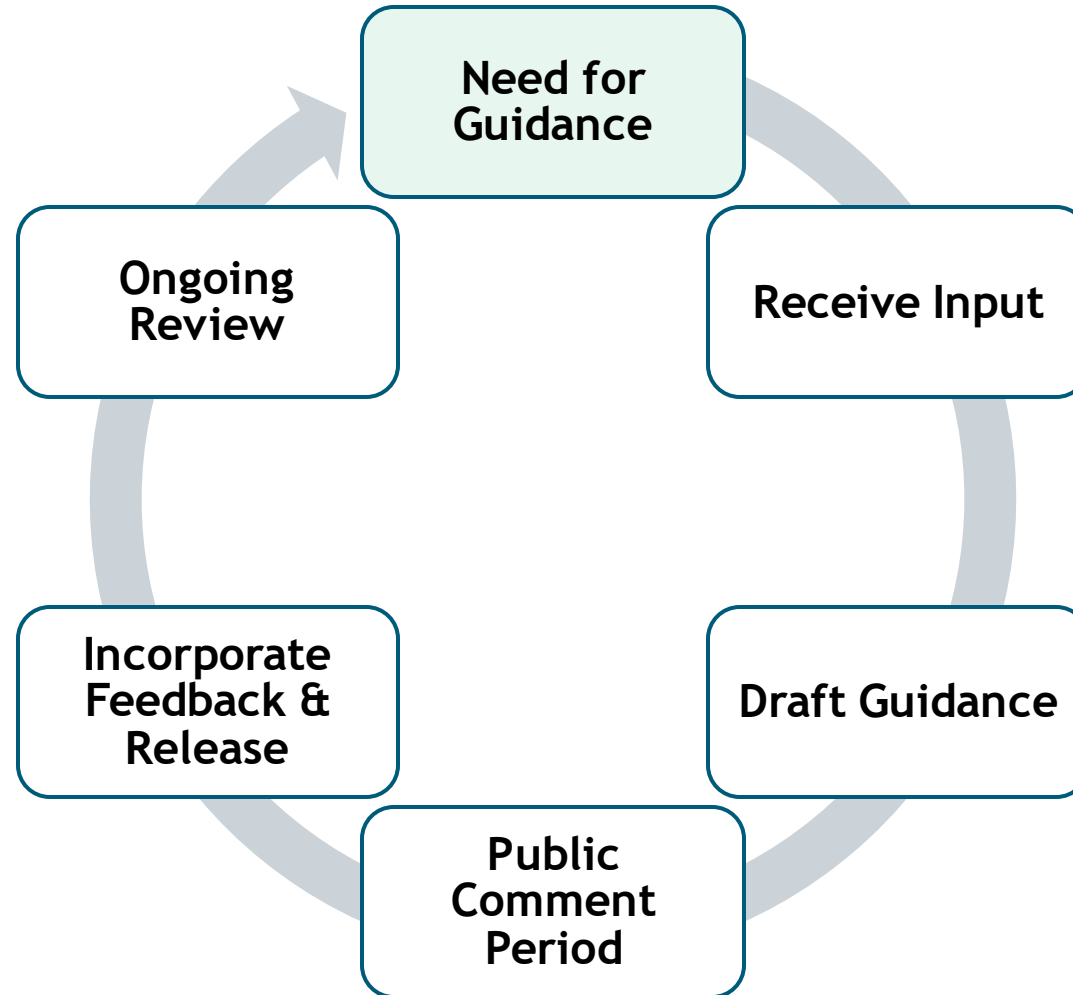 Need for
Guidance
Receive Input
Draft Guidance
Public
Comment
Period
Incorporate
Feedback &
Release
Ongoing
Review